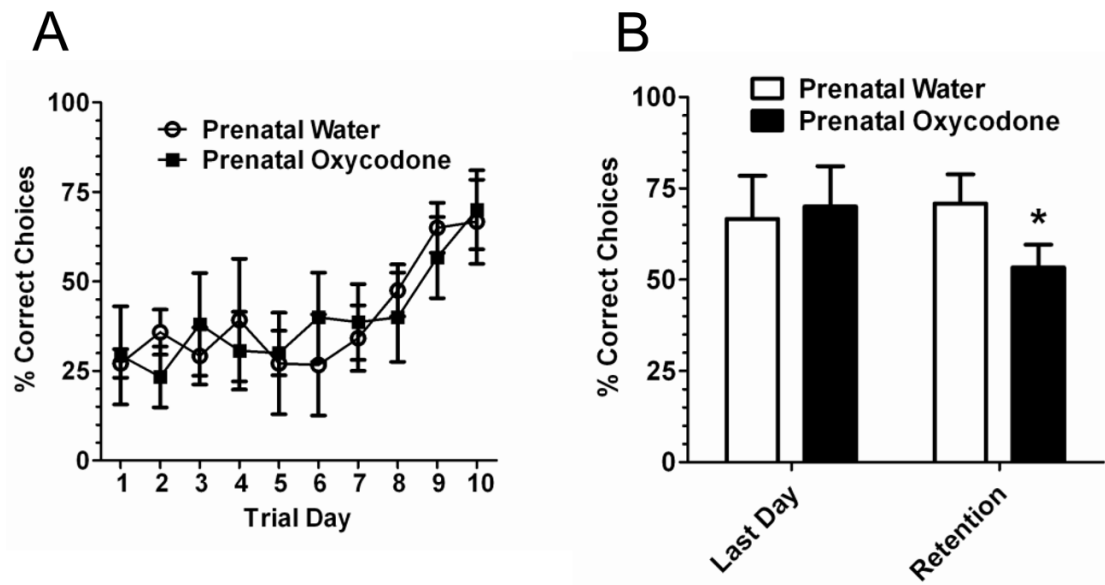 A
100
75
50
25
0
% Correct Choices
Prenatal Water
Prenatal Oxycodone
1 2 3 4 5 6 7 8 9 10
Trial Day
B
100
75
50
25
0
% Correct Choices
Prenatal Water
Prenatal Oxycodone
*
Last Day
Retention